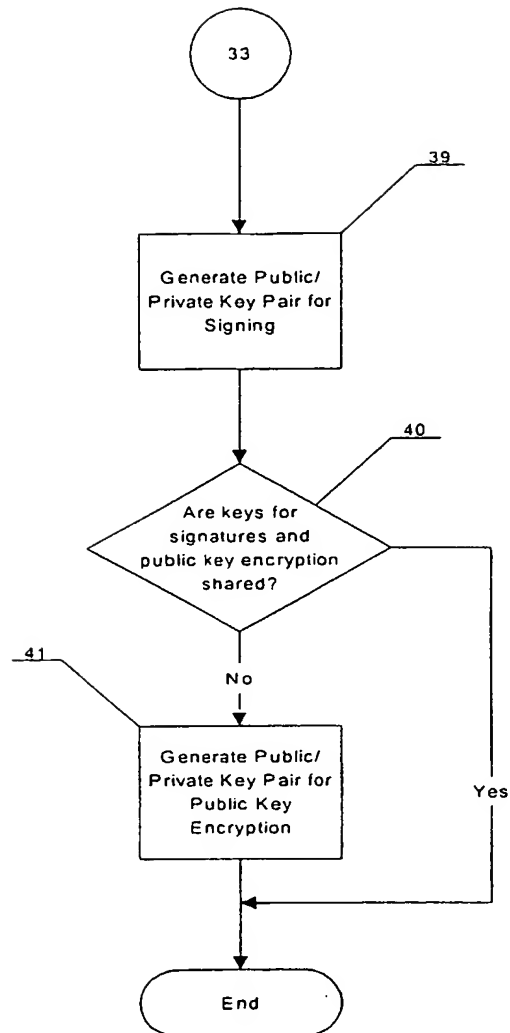 33
39
Generate Public/
Private Key Pair for
Signing
40
Are keys for
signatures and
public key encryption
shared?
41
No
Generate Public/
Private Key Pair for
Public Key
Encryption
Yes
End